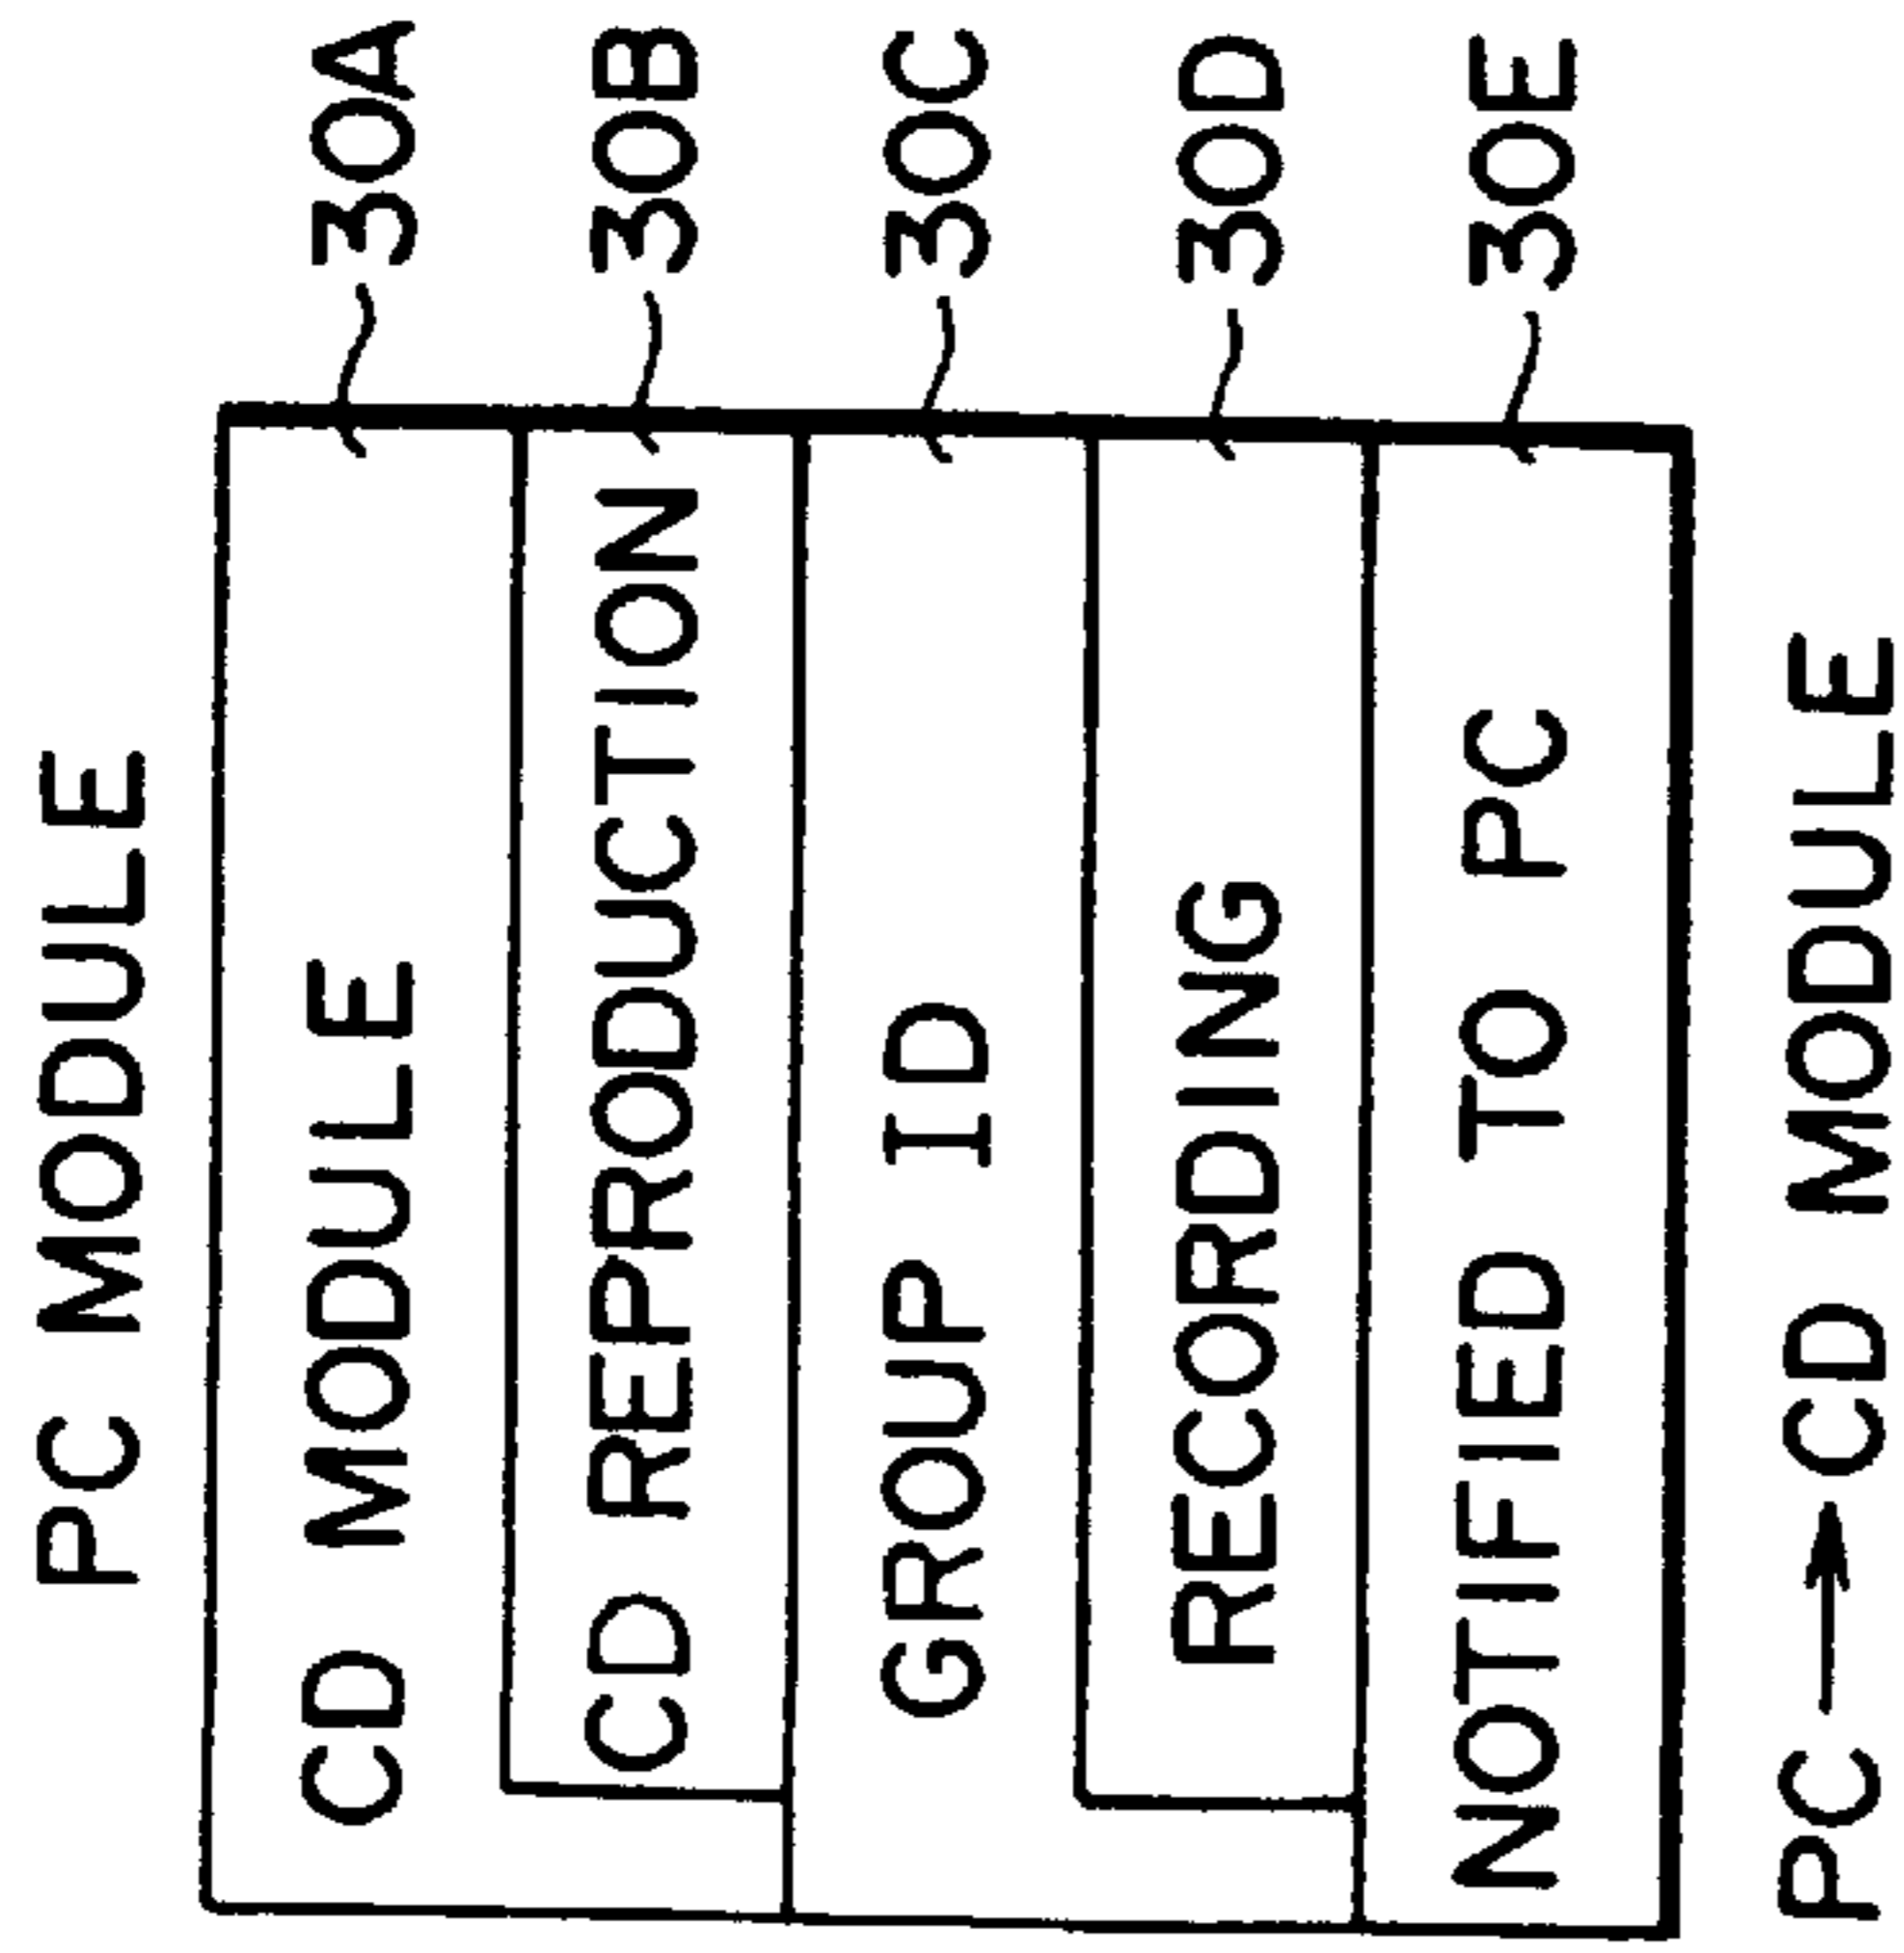 PC MODULE
CD MODULE 30A
CD REPRODUCTION 30B
GROUP ID 30C
RECORDING 30D
NOTIFIED TO PC 30E
PC → CD MODULE